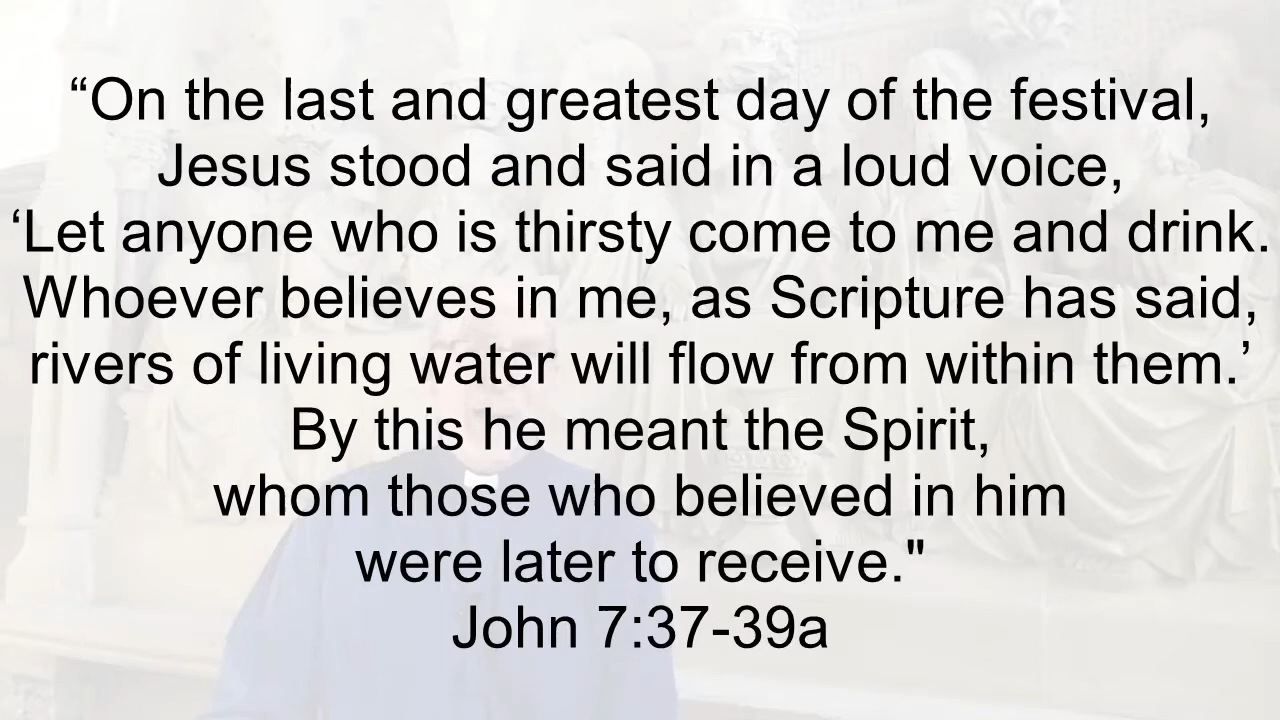 “On the last and greatest day of the festival,
Jesus stood and said in a loud voice,
‘Let anyone who is thirsty come to me and drink.
Whoever believes in me, as Scripture has said,
rivers of living water will flow from within them.’
By this he meant the Spirit,
whom those who believed in him
were later to receive."
John 7:37-39a